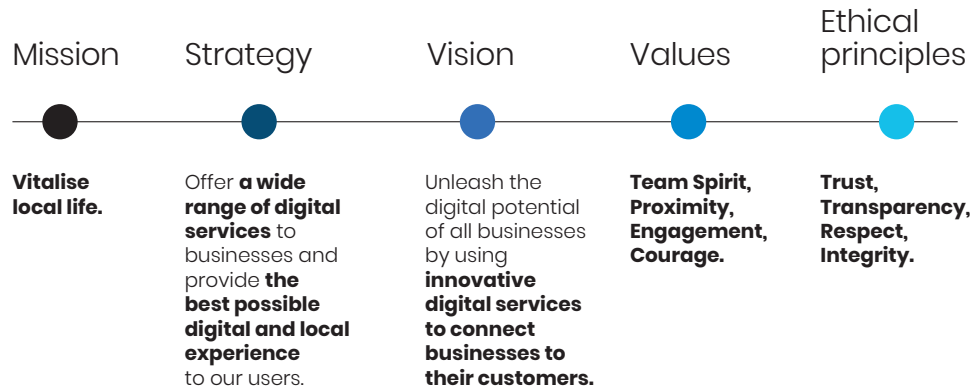 Mission
Strategy
Vision
Values
Ethical
principles
Vitalise
local life.
Offer a wide
range of digital
services to
businesses and
provide the
best possible
digital and local
experience
to our users.
Unleash the
digital potential
of all businesses
by using
innovative
digital services
to connect
businesses to
their customers.
Team Spirit,
Proximity,
Engagement,
Courage.
Trust,
Transparency,
Respect,
Integrity.